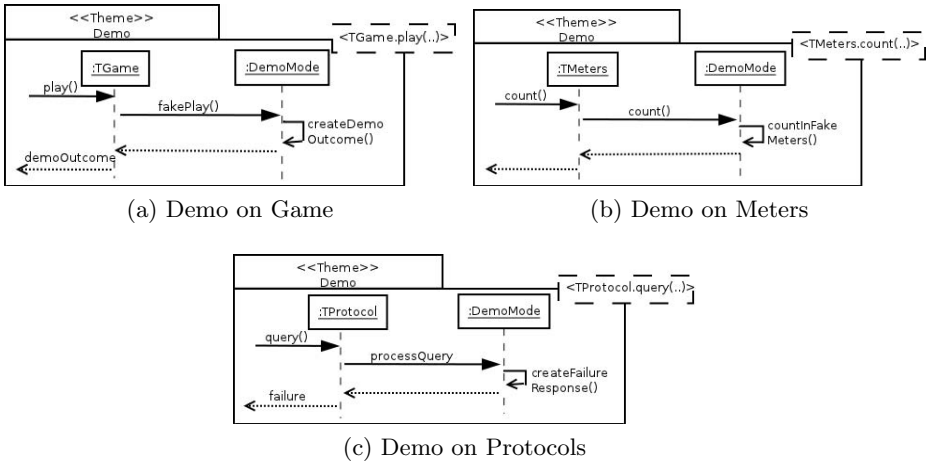 <<Theme>>
Demo
<TGame.play(..)>
:TGame
:DemoMode
play()
fakePlay()
createDemo
Outcome()
demoOutcome
(a) Demo on Game
<<Theme>>
Demo
<TMeters.count(..)>
:TMeters
:DemoMode
count()
count()
countInFake
Meters()
(b) Demo on Meters
<<Theme>>
Demo
<TProtocol.query(..)>
:TProtocol
:DemoMode
query()
processQuery
createFailure
Response()
failure
(c) Demo on Protocols